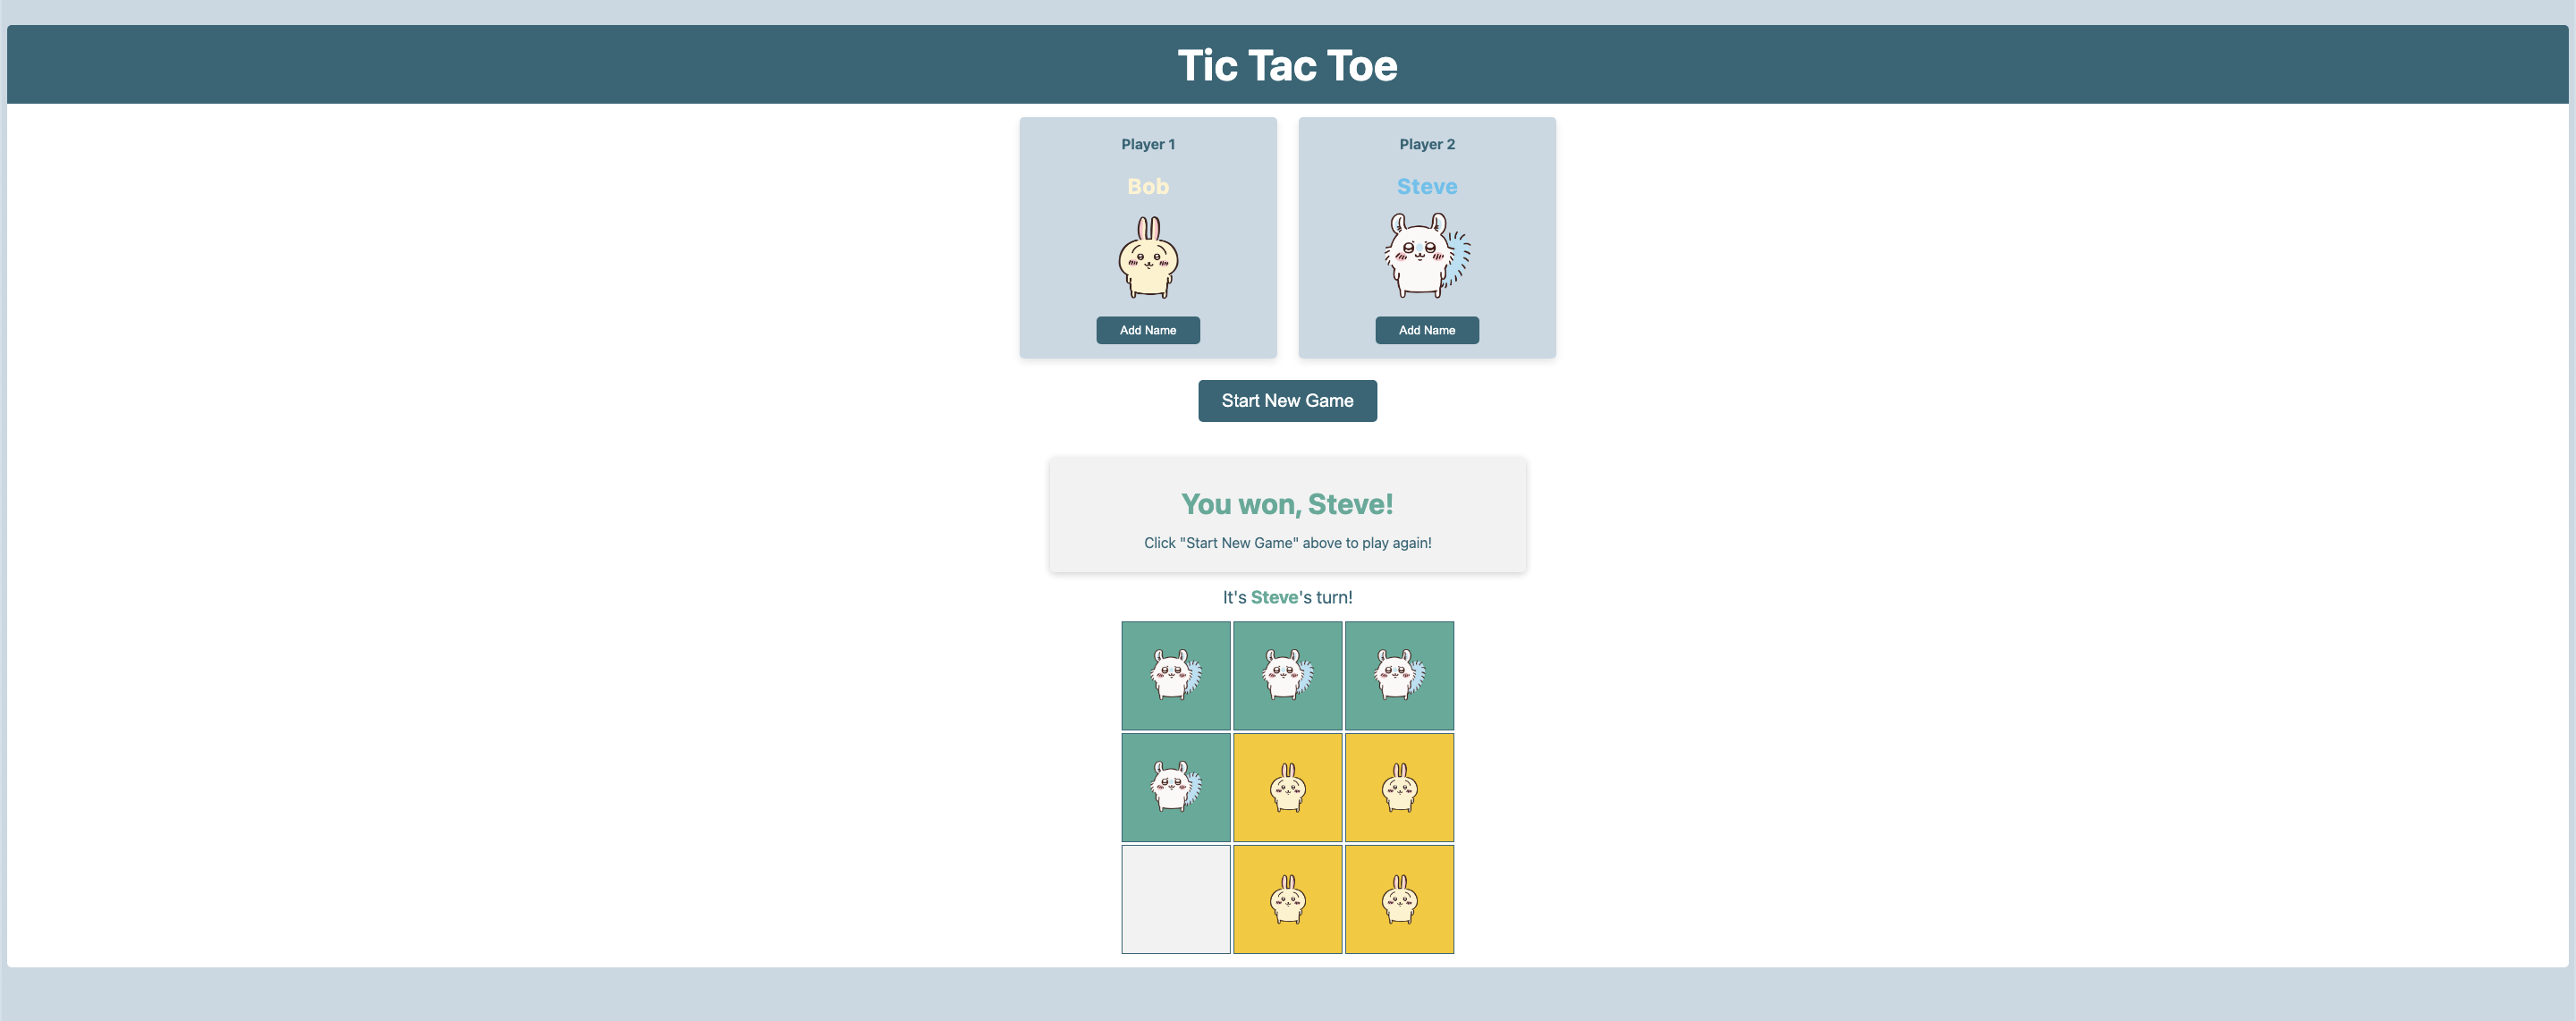 Tic Tac Toe
Player 1
Bob
Add Name
Player 2
Steve
Add Name
Start New Game
You won, Steve!
Click "Start New Game" above to play again!
It's Steve's turn!